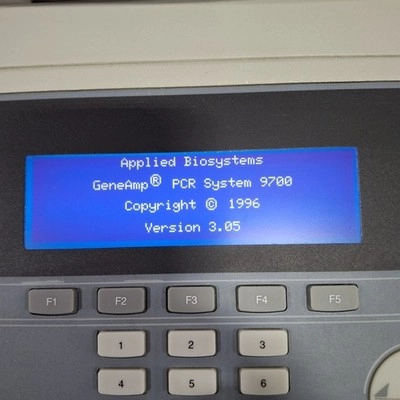 Applied Biosystems
GeneAmp® PCR System 9700
Copyright © 1996
Version 3.05
F1 F2 F3 F4 F5
1 2 3
4 5 6